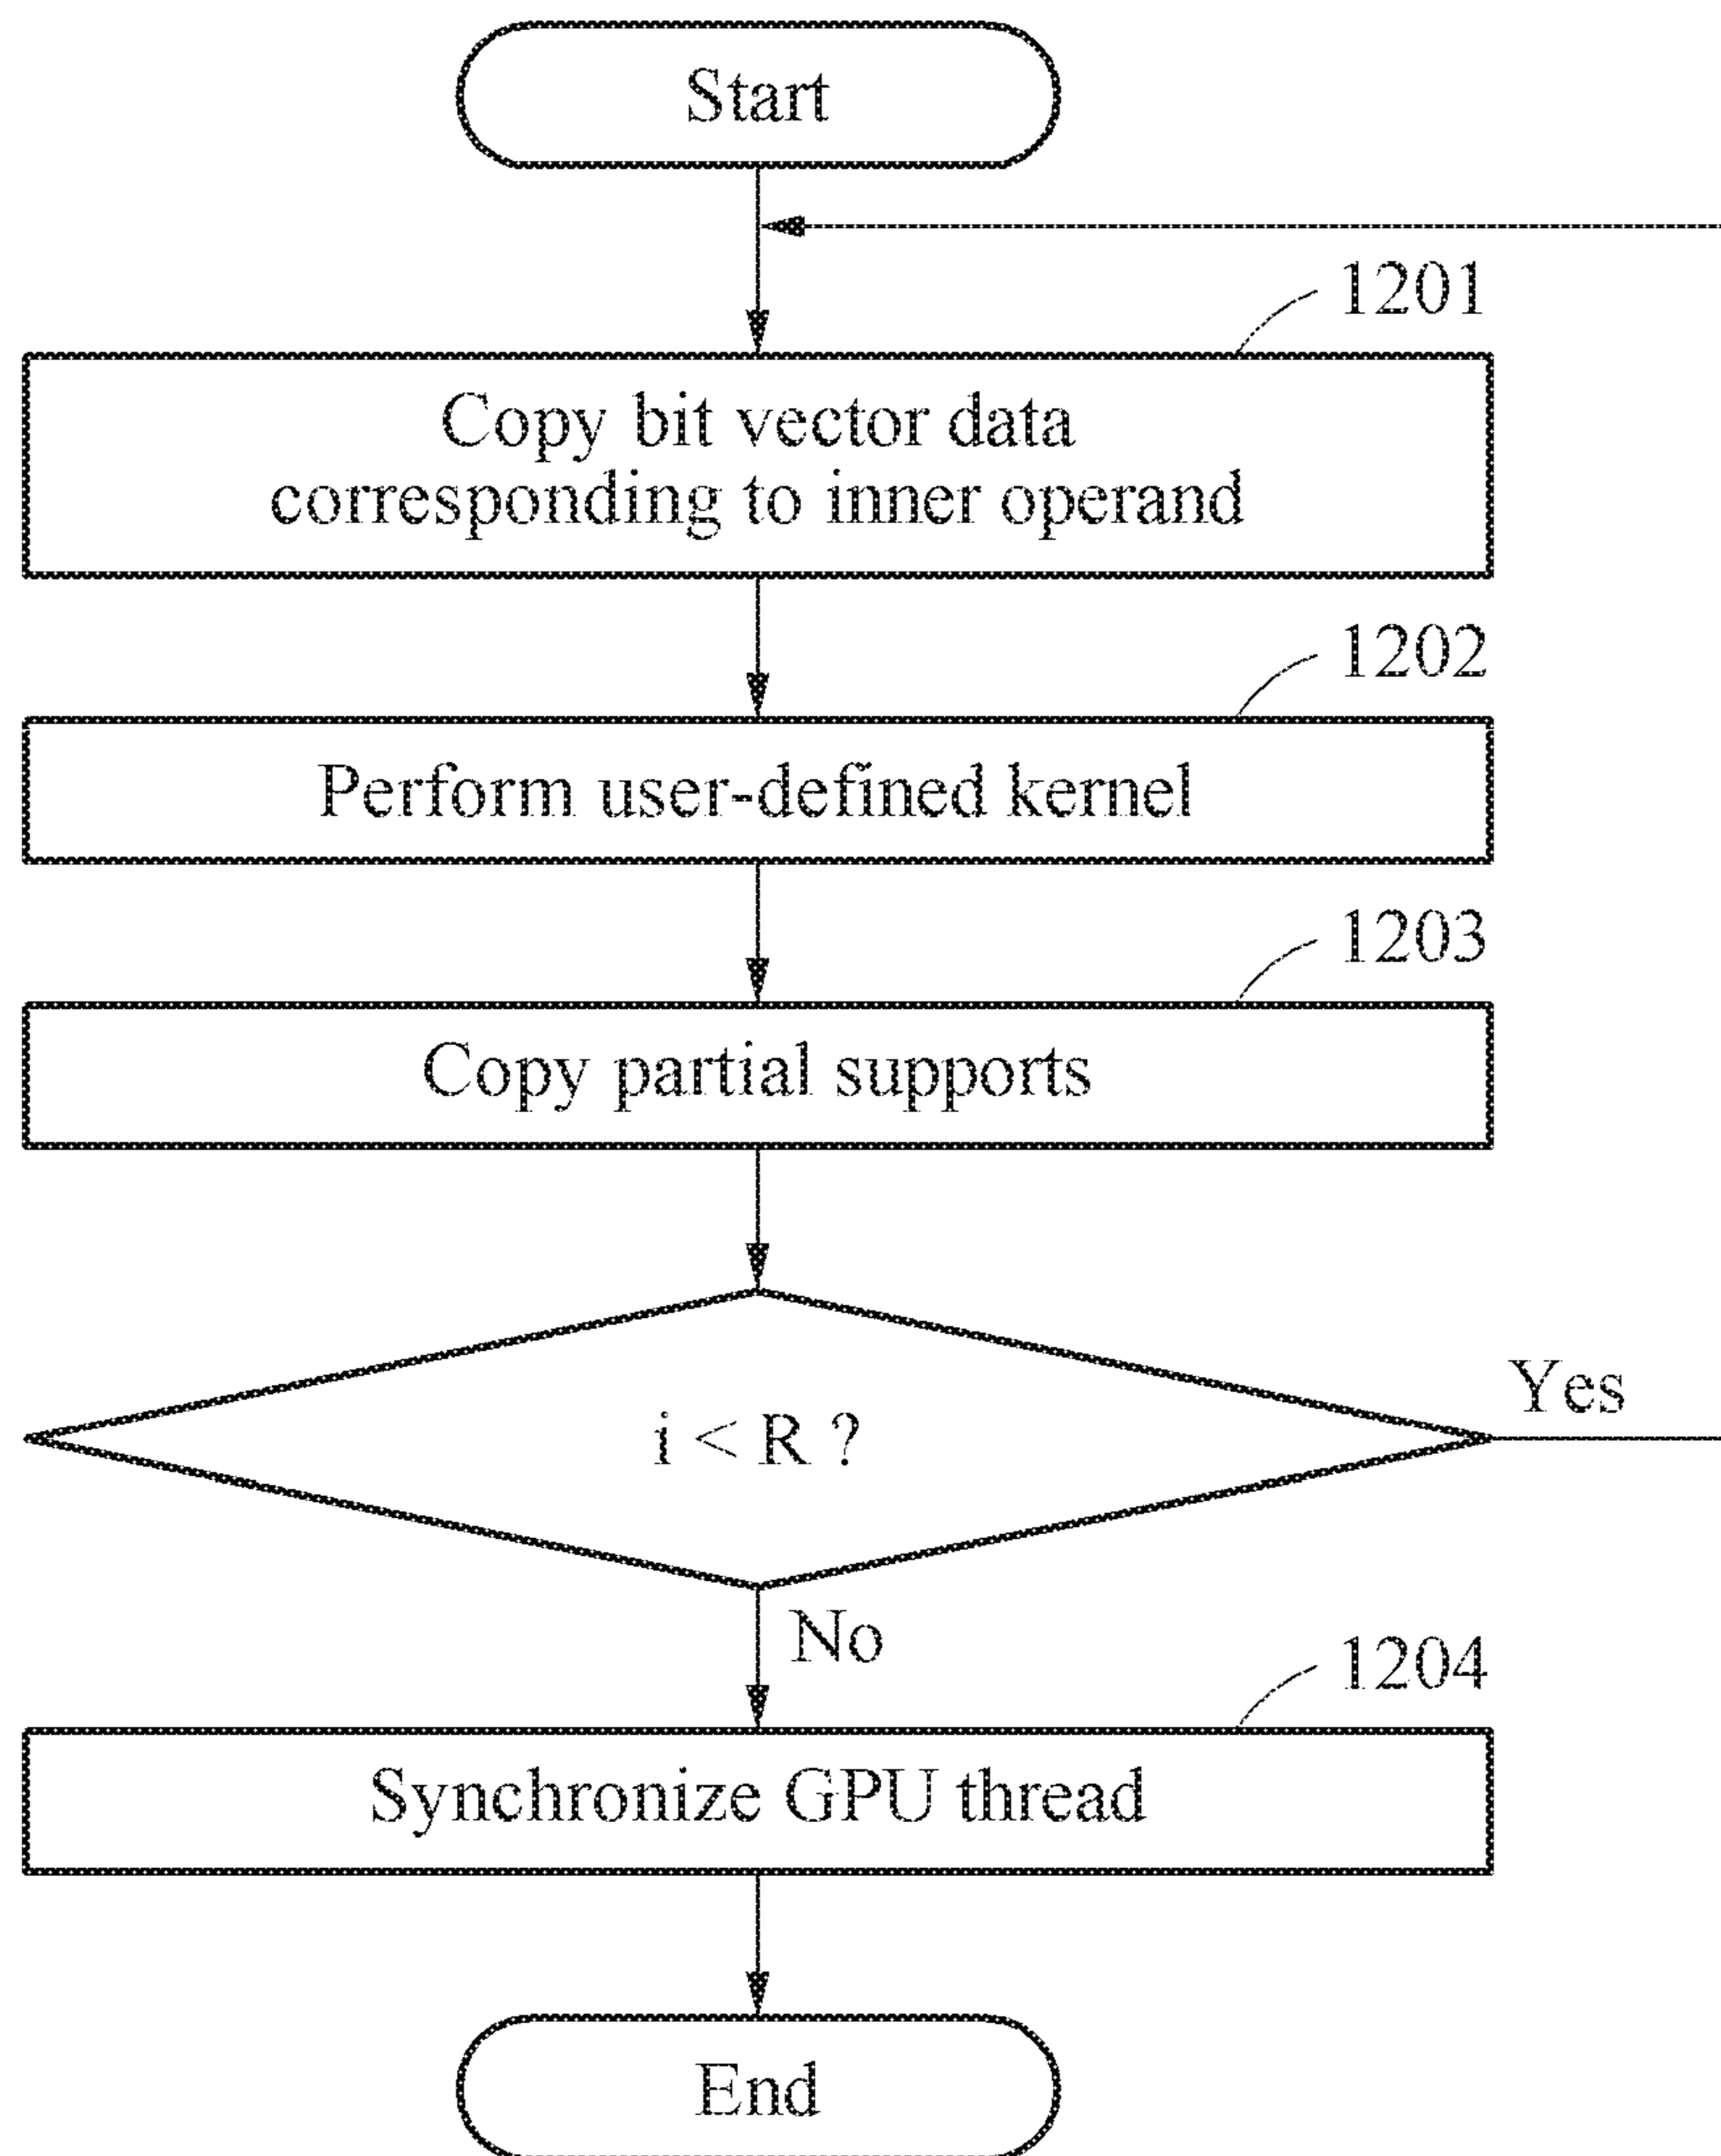 Start
1201
Copy bit vector data
corresponding to inner operand
1202
Perform user-defined kernel
1203
Copy partial supports
Yes
i < R ?
No
1204
Synchronize GPU thread
End